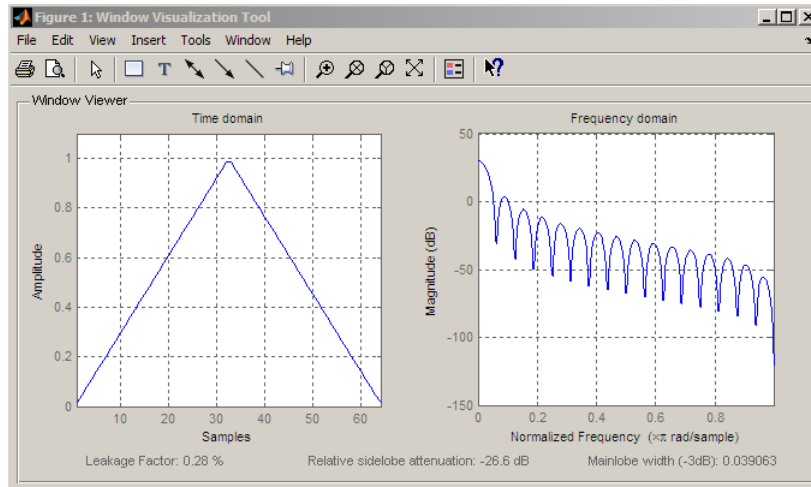 Figure 1: Window Visualization Tool
File Edit View Insert Tools Window Help
Window Viewer
Time domain
1
0.8
0.6
0.4
0.2
0
10 20 30 40 50 60
Amplitude
Samples
Frequency domain
50
0
-50
-100
-150
0 0.2 0.4 0.6 0.8
Magnitude (dB)
Normalized Frequency (×π rad/sample)
Leakage Factor: 0.28 % Relative sidelobe attenuation: -26.6 dB Mainlobe width (-3dB): 0.039063